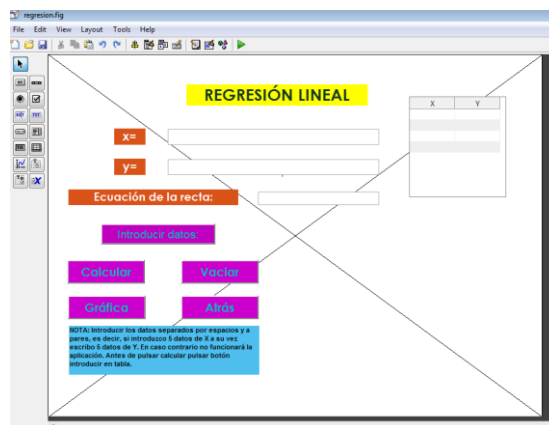 regresion.fig
File Edit View Layout Tools Help
REGRESIÓN LINEAL
X Y
x=
y=
Ecuación de la recta:
Introducir datos:
Calcular Vaciar
Gráfica Atrás
NOTA: Introducir los datos separados por espacios y a
pares, es decir, si introduzco 5 datos de X a su vez
escribo 5 datos de Y. En caso contrario no funcionará la
aplicación. Antes de pulsar calcular pulsar botón
introducir en tabla.